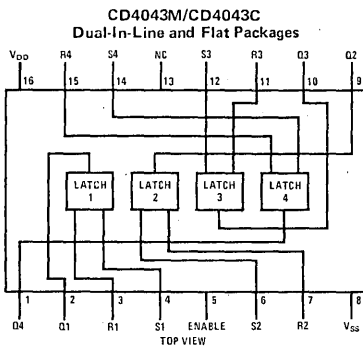 CD4043M/CD4043C
Dual-In-Line and Flat Packages
VDD R4 S4 NC S3 R3 Q3 Q2
16 15 14 13 12 11 10 9
LATCH 1
LATCH 2
LATCH 3
LATCH 4
1 2 3 4 5 6 7 8
Q4 Q1 R1 S1 ENABLE S2 R2 VSS
TOP VIEW